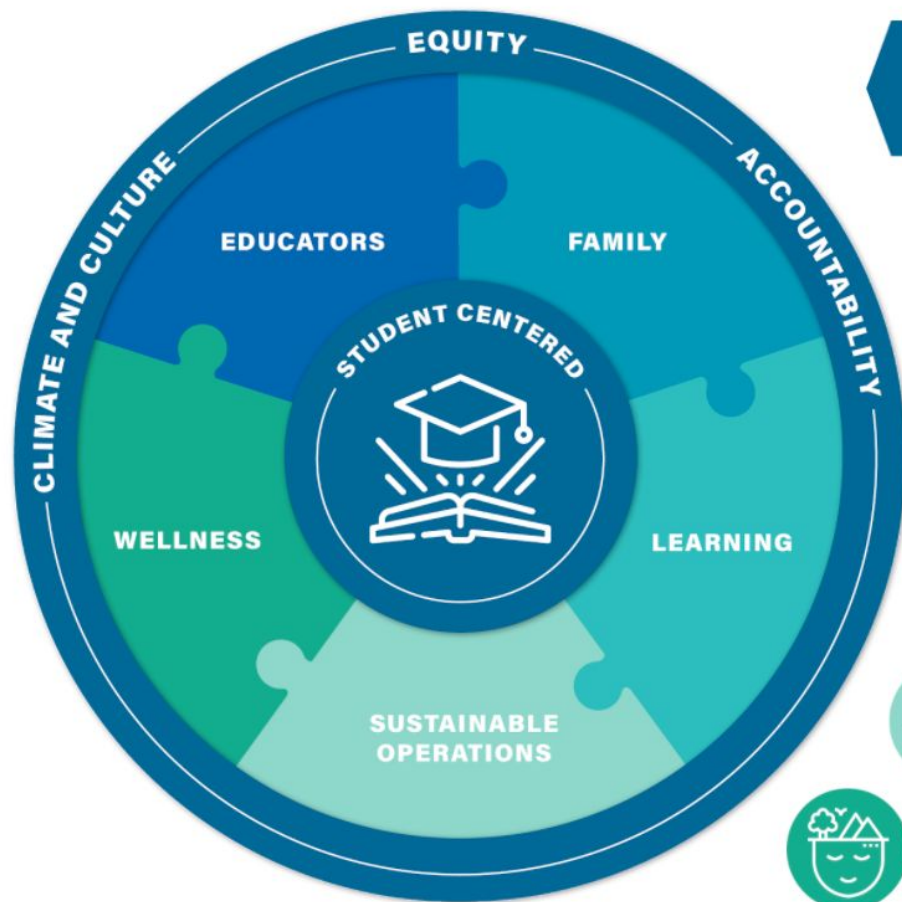 EQUITY
CLIMATE AND CULTURE
ACCOUNTABILITY
EDUCATORS
FAMILY
STUDENT CENTERED
WELLNESS
LEARNING
SUSTAINABLE
OPERATIONS